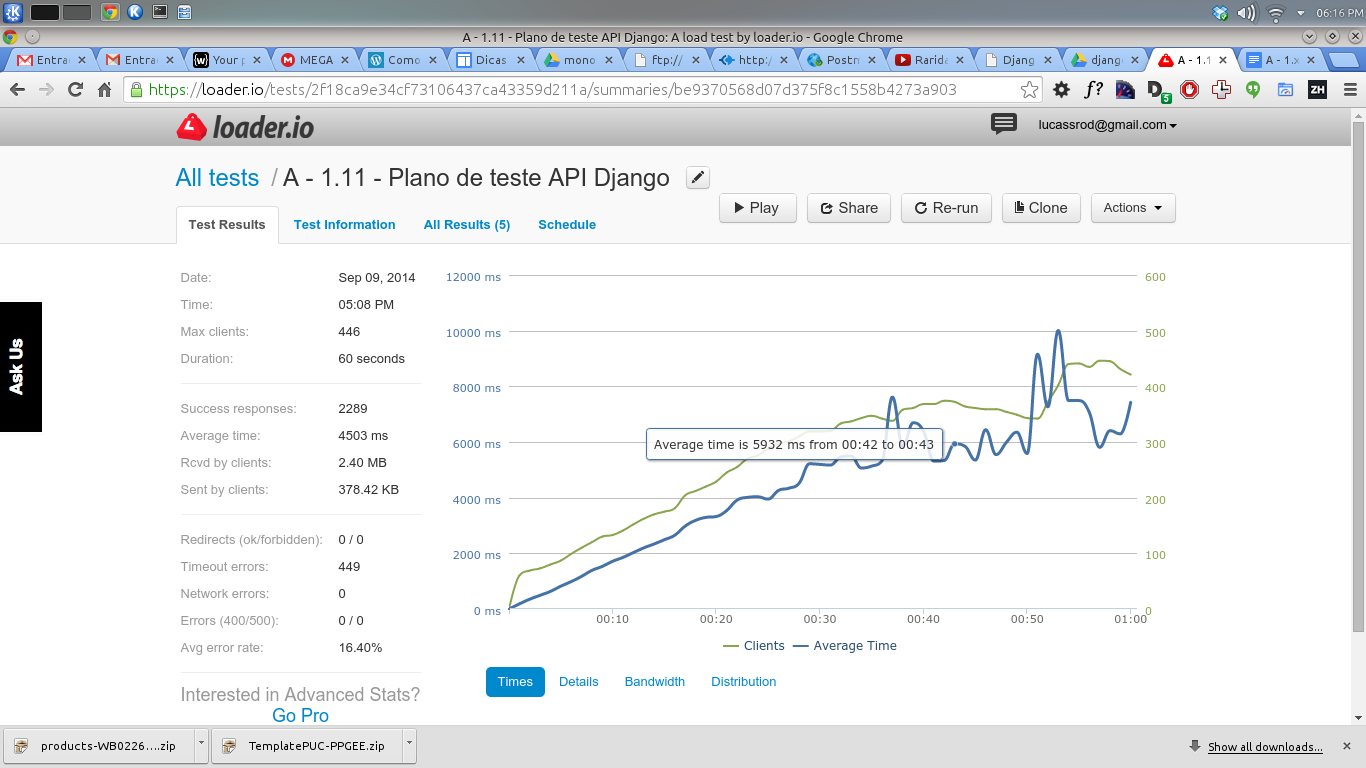 06:16 PM
A - 1.11 - Plano de teste API Django: A load test by loader.io - Google Chrome
Entra
Entra
Your p
MEGA
Como
Dicas
mono
ftp://
http:/
Postm
Rarida
Djang
djang
A - 1.1
A - 1.x
https://loader.io/tests/2f18ca9e34cf73106437ca43359d211a/summaries/be9370568d07d375f8c1558b4273a903
f?
D 5
ZH
loader.io
lucassrod@gmail.com
All tests / A - 1.11 - Plano de teste API Django
Play
Share
Re-run
Clone
Actions
Test Results
Test Information
All Results (5)
Schedule
Date: Sep 09, 2014
Time: 05:08 PM
Max clients: 446
Duration: 60 seconds
Success responses: 2289
Average time: 4503 ms
Rcvd by clients: 2.40 MB
Sent by clients: 378.42 KB
Redirects (ok/forbidden): 0 / 0
Timeout errors: 449
Network errors: 0
Errors (400/500): 0 / 0
Avg error rate: 16.40%
Interested in Advanced Stats?
Go Pro
Ask Us
12000 ms 600
10000 ms 500
8000 ms 400
6000 ms 300
4000 ms 200
2000 ms 100
0 ms 0
Average time is 5932 ms from 00:42 to 00:43
00:10 00:20 00:30 00:40 00:50 01:00
Clients Average Time
Times
Details
Bandwidth
Distribution
products-WB0226....zip
TemplatePUC-PPGEE.zip
Show all downloads...